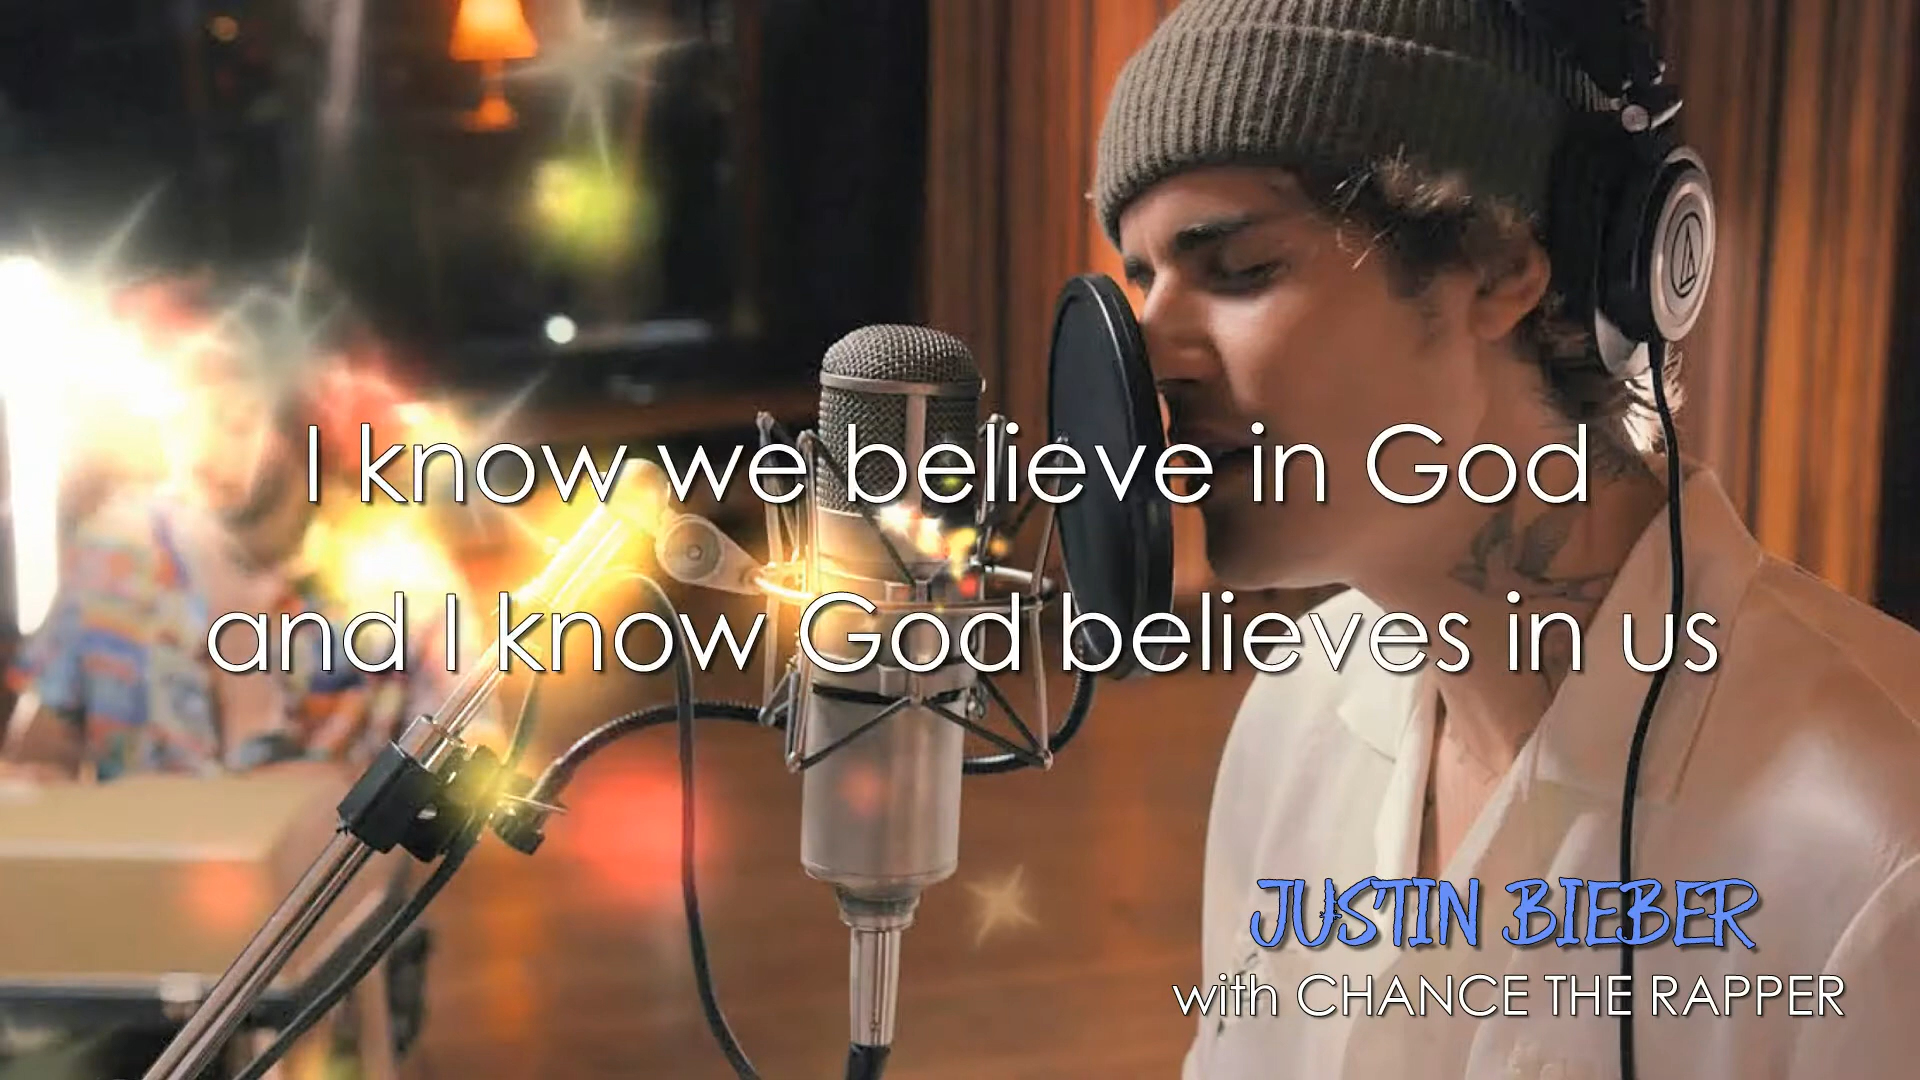 I know we believe in God
and I know God believes in us
JUSTIN BIEBER
with CHANCE THE RAPPER